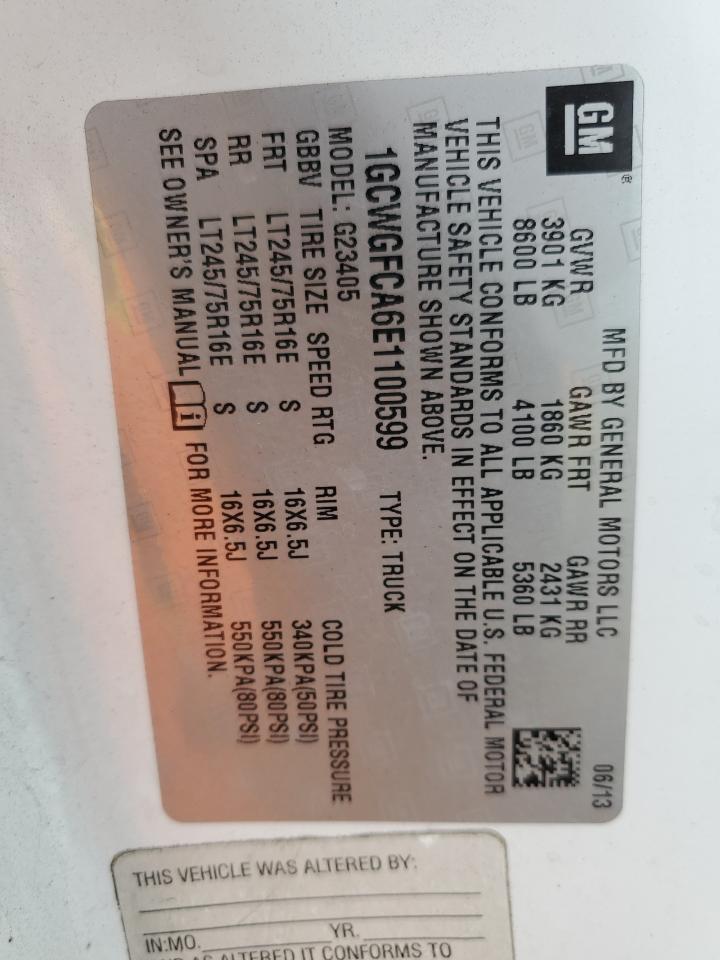 GM
®
MFD BY GENERAL MOTORS LLC 06/13
GVWR GAWR FRT GAWR RR
3901 KG 1860 KG 2431 KG
8600 LB 4100 LB 5360 LB
THIS VEHICLE CONFORMS TO ALL APPLICABLE U.S. FEDERAL MOTOR
VEHICLE SAFETY STANDARDS IN EFFECT ON THE DATE OF
MANUFACTURE SHOWN ABOVE.
1GCWGFCA6E1100599 TYPE: TRUCK
MODEL: G23405
GBBV TIRE SIZE SPEED RTG RIM COLD TIRE PRESSURE
FRT LT245/75R16E S 16X6.5J 340KPA(50PSI)
RR LT245/75R16E S 16X6.5J 550KPA(80PSI)
SPA LT245/75R16E S 16X6.5J 550KPA(80PSI)
SEE OWNER'S MANUAL i FOR MORE INFORMATION.
THIS VEHICLE WAS ALTERED BY:
IN:MO. YR.
AS ALTERED IT CONFORMS TO